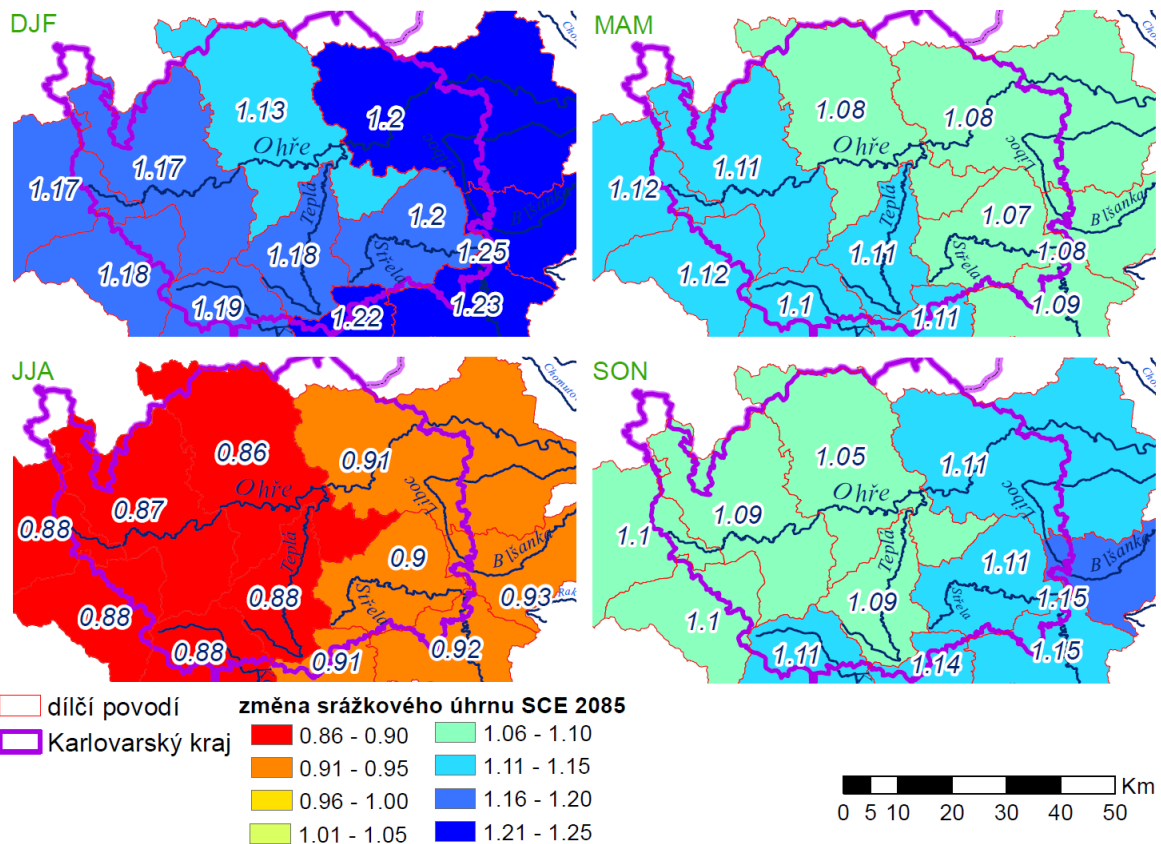 DJF
Chomu
1.13
1.2
Ohře
Liboc
1.17
1.17
Teplá
1.2
Střela
1.18
1.25
1.18
1.19
1.22
1.23
MAM
1.08
1.08
Ohře
Liboc
1.11
1.12
Teplá
1.07
Blšanka
1.11
Střela
1.08
1.12
1.1
1.11
1.09
JJA
Chomuto-
0.86
0.91
Ohře
Liboc
0.87
0.88
Teplá
0.9
Blšanka
0.88
Střela
0.93
Rak
0.88
0.88
0.91
0.92
SON
1.05
1.11
Ohře
Liboc
1.09
1.1
Teplá
1.11
Blšanka
1.09
Střela
1.15
1.1
1.11
1.14
1.15
dílčí povodí
Karlovarský kraj
změna srážkového úhrnu SCE 2085
0.86 - 0.90
0.91 - 0.95
0.96 - 1.00
1.01 - 1.05
1.06 - 1.10
1.11 - 1.15
1.16 - 1.20
1.21 - 1.25
Km
0 5 10 20 30 40 50